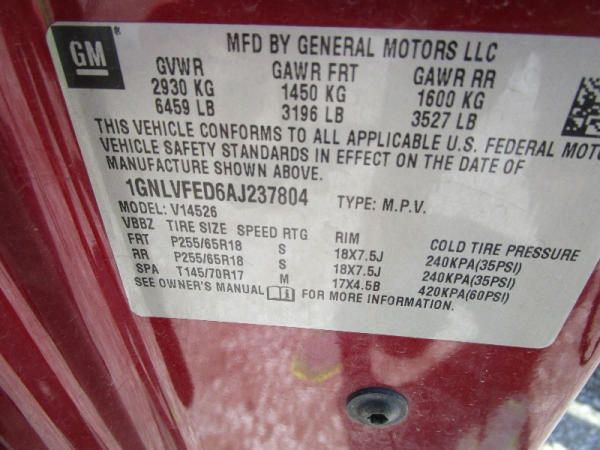 GM
MFD BY GENERAL MOTORS LLC
GVWR GAWR FRT GAWR RR
2930 KG 1450 KG 1600 KG
6459 LB 3196 LB 3527 LB
THIS VEHICLE CONFORMS TO ALL APPLICABLE U.S. FEDERAL MOT
VEHICLE SAFETY STANDARDS IN EFFECT ON THE DATE OF
MANUFACTURE SHOWN ABOVE.
1GNLVFED6AJ237804 TYPE: M.P.V.
MODEL: V14526
VBBZ TIRE SIZE SPEED RTG RIM COLD TIRE PRESSURE
FRT P255/65R18 S 18X7.5J 240KPA(35PSI)
RR P255/65R18 S 18X7.5J 240KPA(35PSI)
SPA T145/70R17 M 17X4.5B 420KPA(60PSI)
SEE OWNER'S MANUAL FOR MORE INFORMATION.